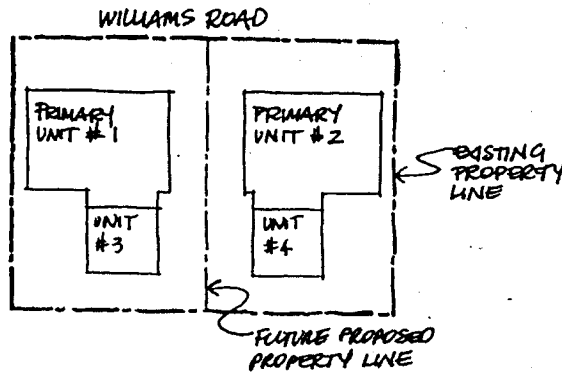 WILLIAMS ROAD
PRIMARY
UNIT #1
PRIMARY
UNIT #2
EXISTING
PROPERTY
LINE
UNIT
#3
UNIT
#4
FUTURE PROPOSED
PROPERTY LINE